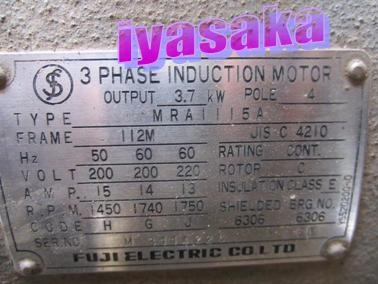 iyasaka
3 PHASE INDUCTION MOTOR
OUTPUT 3.7 kW POLE 4
TYPE MRA1115A
FRAME 112M JIS C 4210
Hz 50 60 60 RATING CONT.
VOLT 200 200 220 ROTOR C
AMP. 15 14 13 INSULATION CLASS E
R.P.M. 1450 1740 1750 SHIELDED BRG. NO.
CODE H G J 6306 6306
SER. NO.
FUJI ELECTRIC CO LTD